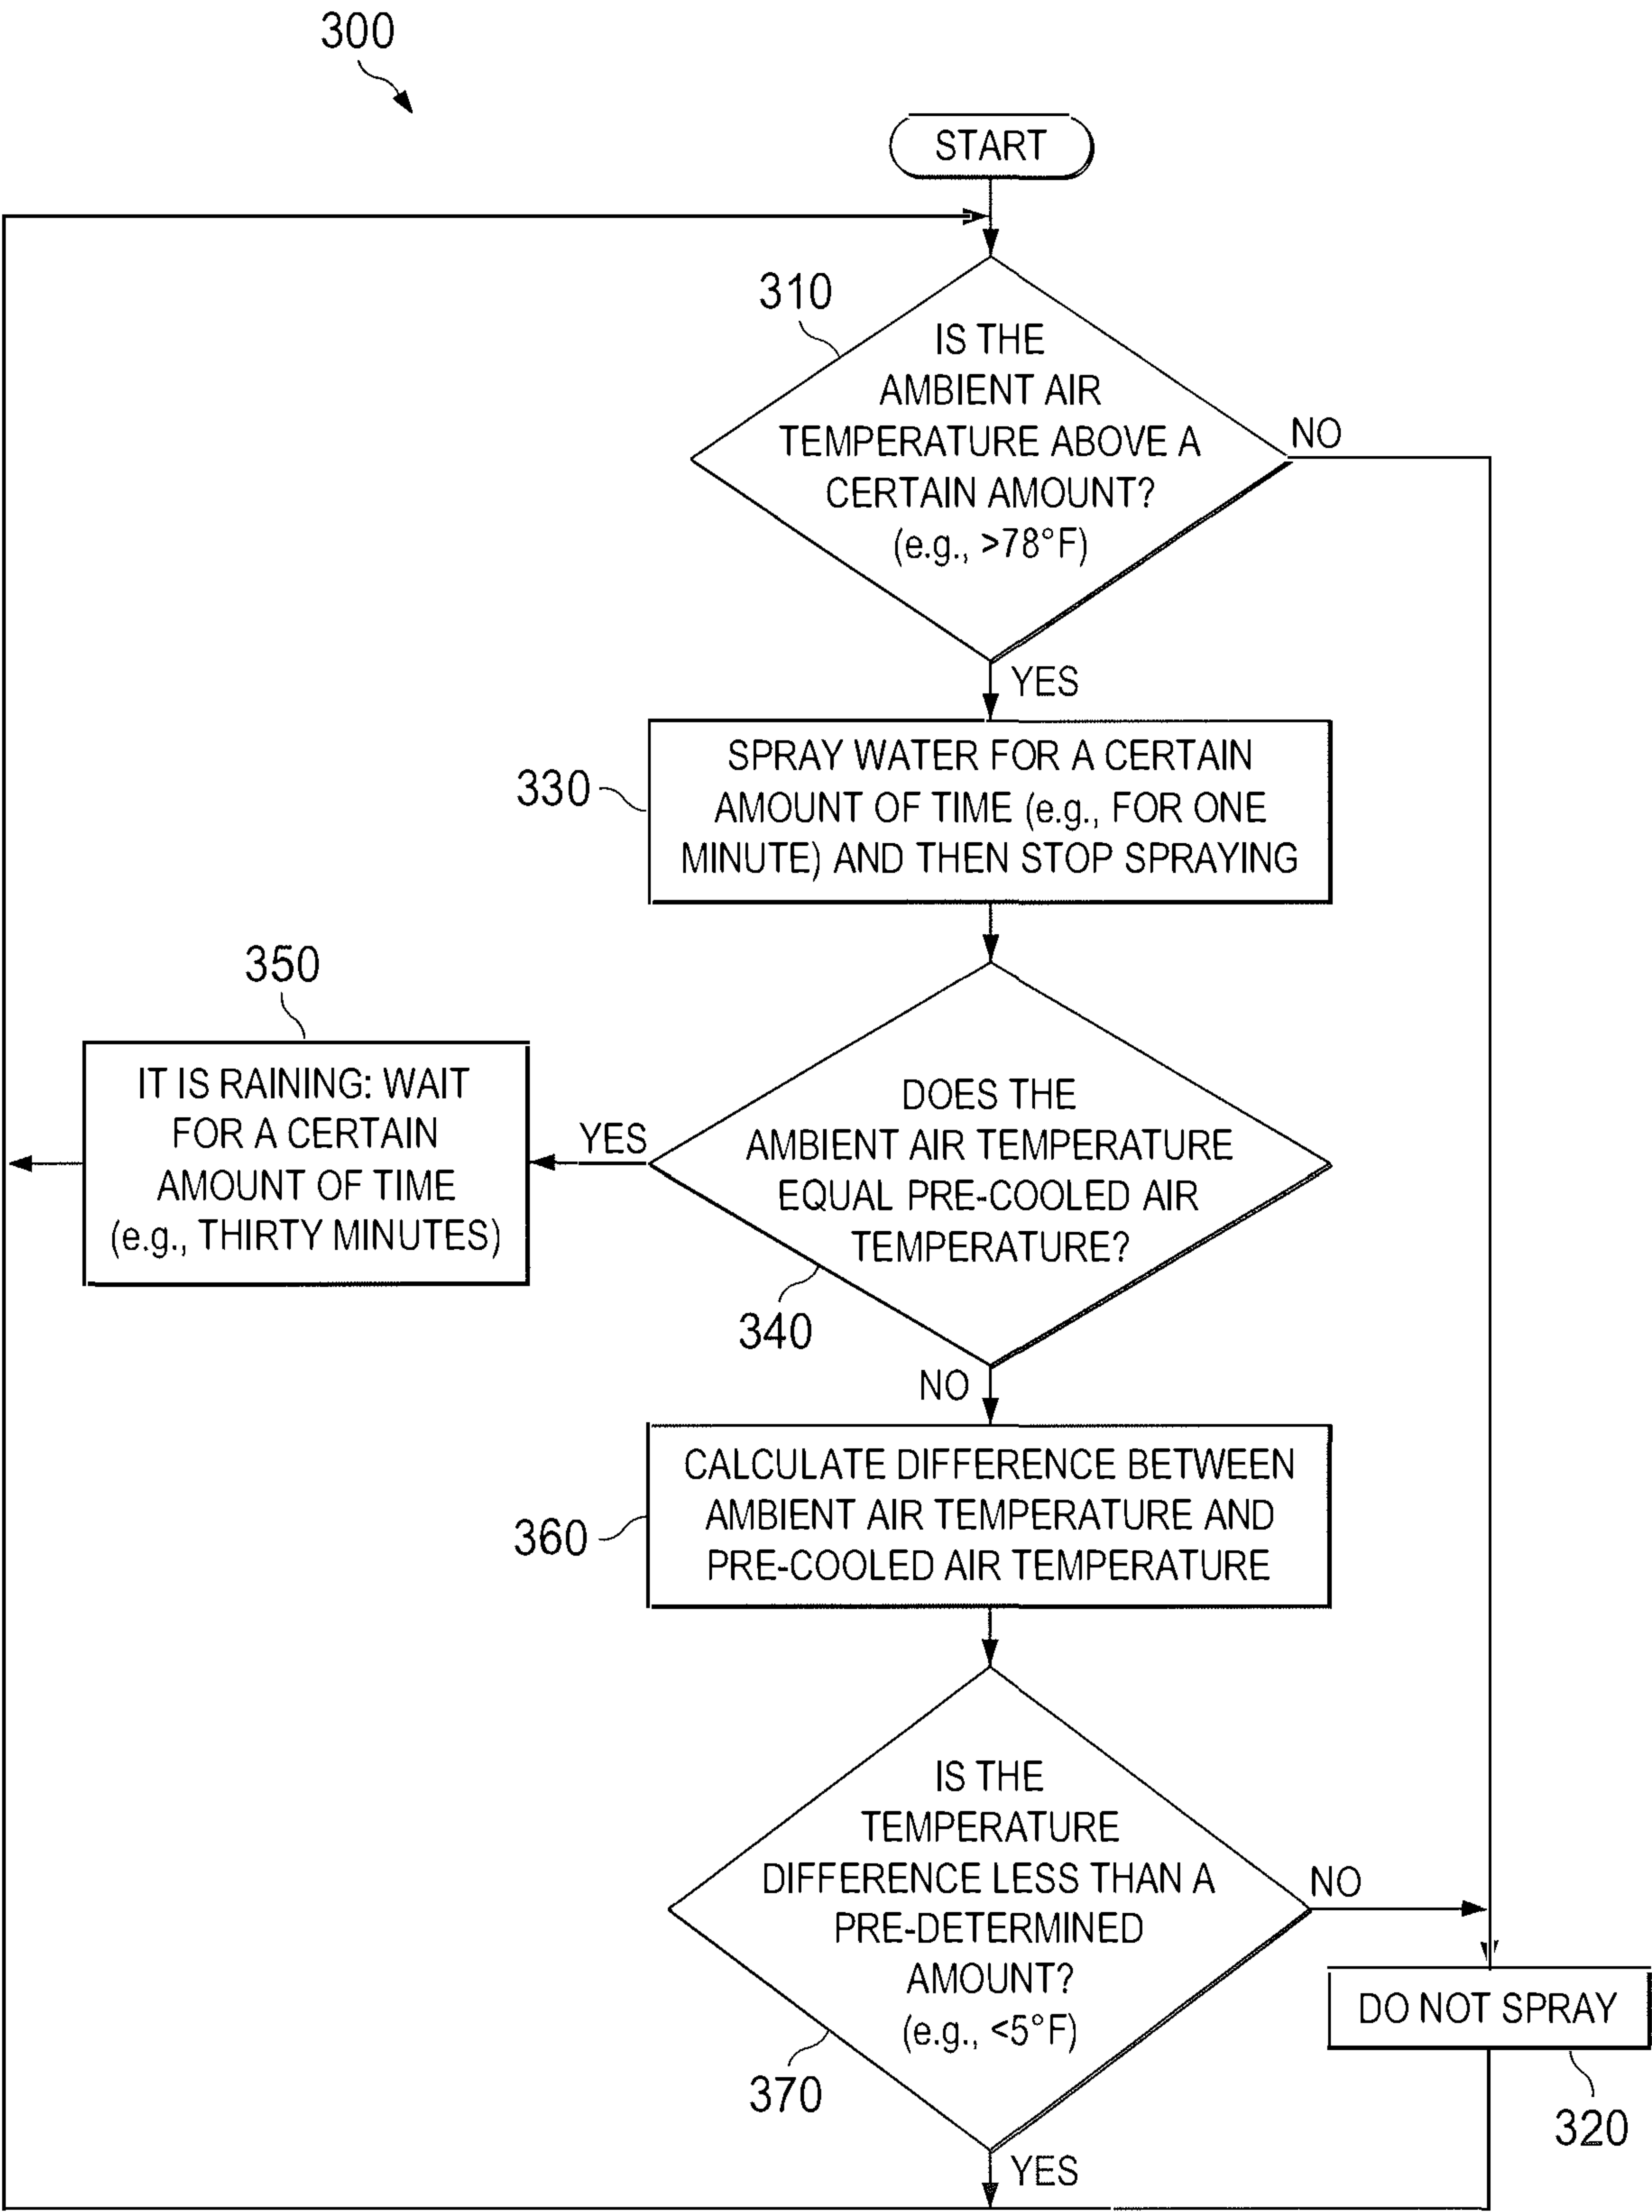 300
START
310
IS THE
AMBIENT AIR
TEMPERATURE ABOVE A
CERTAIN AMOUNT?
(e.g., >78°F)
NO
YES
330
SPRAY WATER FOR A CERTAIN
AMOUNT OF TIME (e.g., FOR ONE
MINUTE) AND THEN STOP SPRAYING
350
IT IS RAINING: WAIT
FOR A CERTAIN
AMOUNT OF TIME
(e.g., THIRTY MINUTES)
YES
DOES THE
AMBIENT AIR TEMPERATURE
EQUAL PRE-COOLED AIR
TEMPERATURE?
340
NO
360
CALCULATE DIFFERENCE BETWEEN
AMBIENT AIR TEMPERATURE AND
PRE-COOLED AIR TEMPERATURE
IS THE
TEMPERATURE
DIFFERENCE LESS THAN A
PRE-DETERMINED
AMOUNT?
(e.g., <5°F)
NO
370
YES
DO NOT SPRAY
320